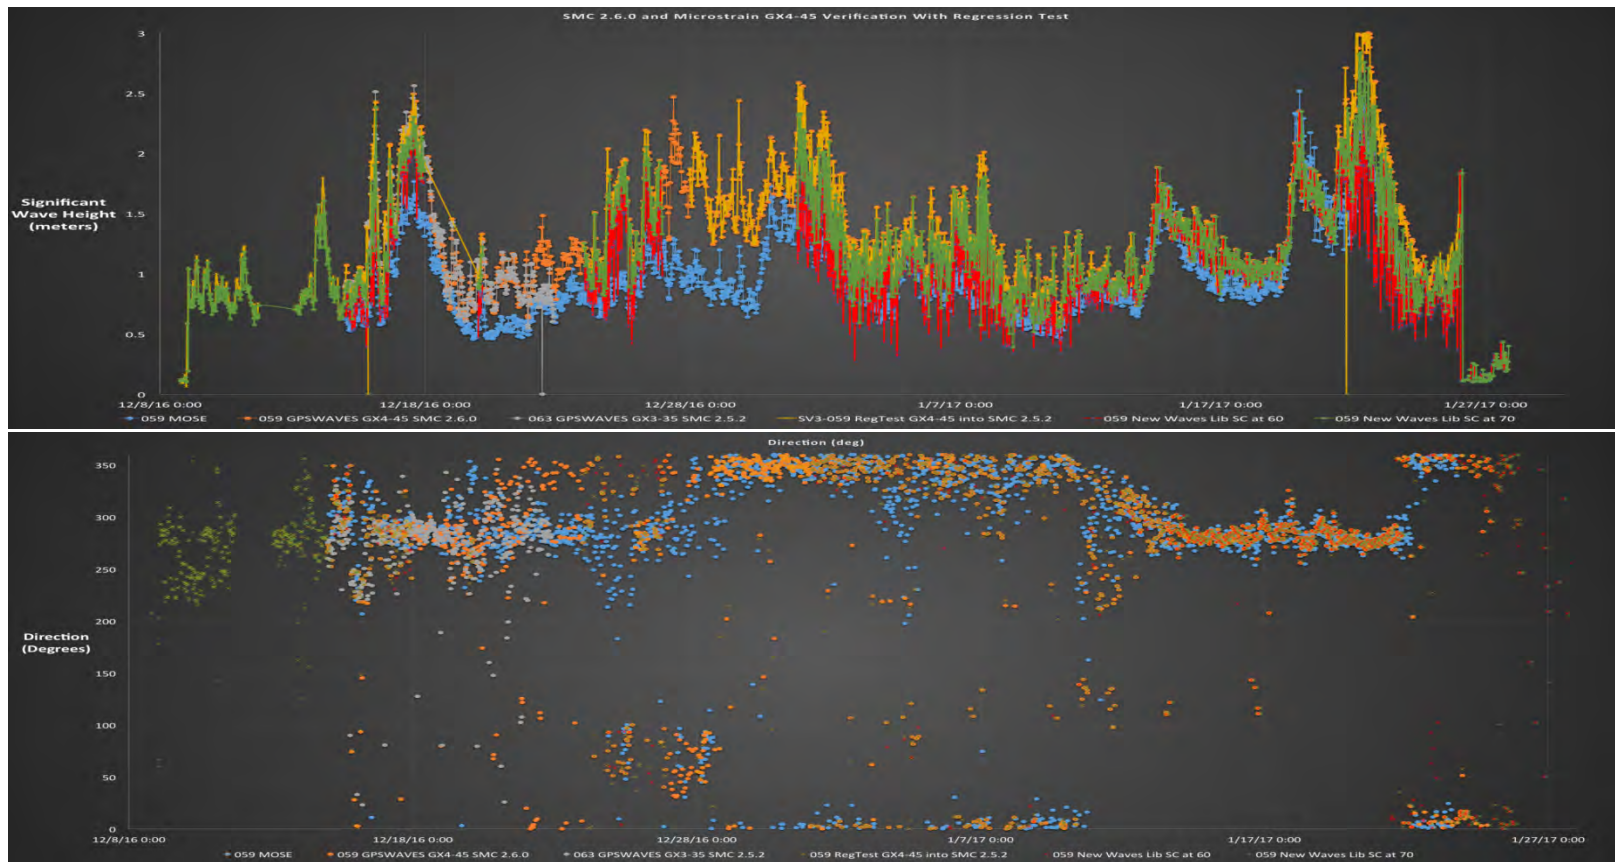 SMC 2.6.0 and Microstrain GX4-45 Verification With Regression Test
3
2.5
2
Significant
Wave Height
(meters)
1.5
1
0.5
0
12/8/16 0:00 12/18/16 0:00 12/28/16 0:00 1/7/17 0:00 1/17/17 0:00 1/27/17 0:00
059 MOSE 059 GPSWAVES GX4-45 SMC 2.6.0 063 GPSWAVES GX3-35 SMC 2.5.2 SV3-059 RegTest GX4-45 into SMC 2.5.2 059 New Waves Lib SC at 60 059 New Waves Lib SC at 70
Direction (deg)
350
300
250
200
Direction
(Degrees)
150
100
50
0
12/8/16 0:00 12/18/16 0:00 12/28/16 0:00 1/7/17 0:00 1/17/17 0:00 1/27/17 0:00
059 MOSE 059 GPSWAVES GX4-45 SMC 2.6.0 063 GPSWAVES GX3-35 SMC 2.5.2 059 RegTest GX4-45 into SMC 2.5.2 059 New Waves Lib SC at 60 059 New Waves Lib SC at 70